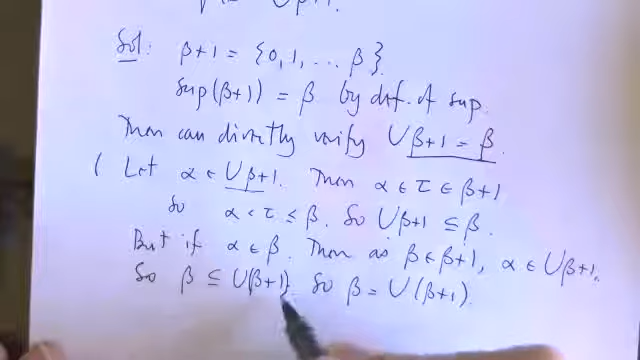 ∪β+1.
Sol: β+1 = {0, 1, ... β}.
sup(β+1) = β by def. of sup.
Then can directly verify ∪β+1 = β.
( Let α ∈ ∪β+1. Then α ∈ τ ∈ β+1
So α < τ ≤ β. So ∪β+1 ⊆ β.
But if α ∈ β. Then as β ∈ β+1, α ∈ ∪β+1.
So β ⊆ ∪(β+1) So β = ∪(β+1).